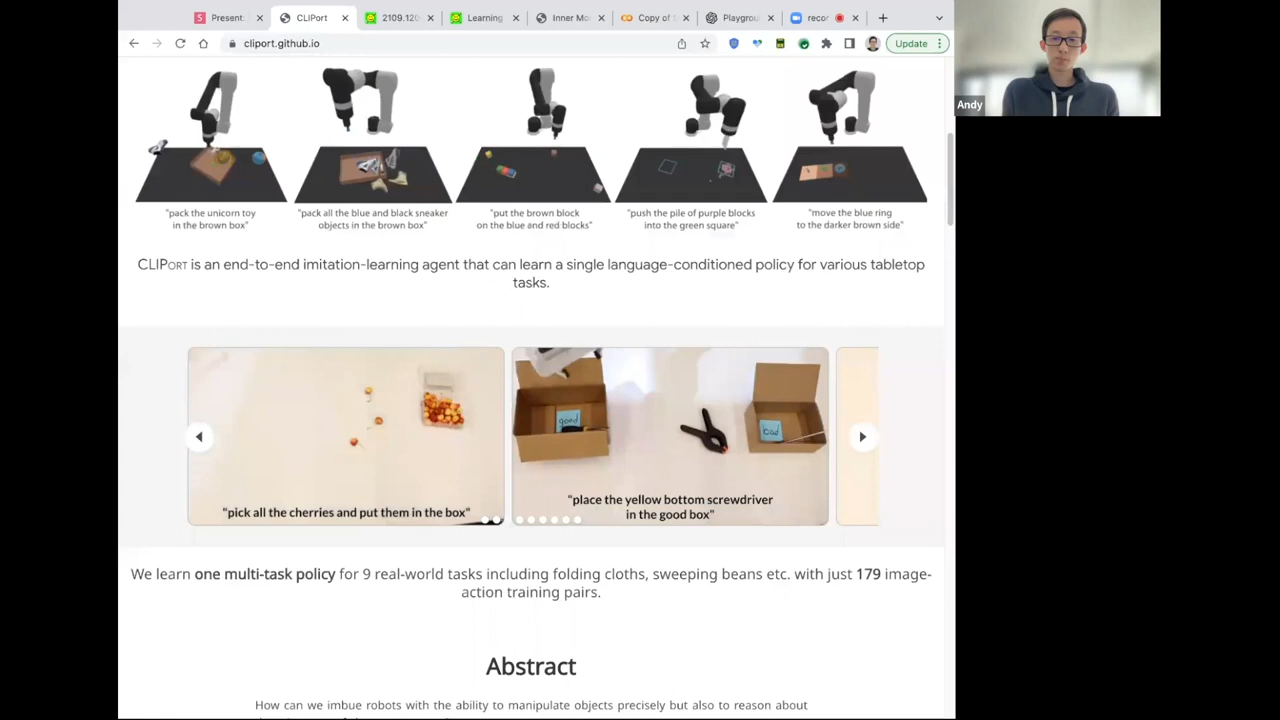 Present:
CLIPort
2109.120
Learning
Inner Mo
Copy of S
Playgrou
recor
cliport.github.io
Update
Andy
"pack the unicorn toy
in the brown box"
"pack all the blue and black sneaker
objects in the brown box"
"put the brown block
on the blue and red blocks"
"push the pile of purple blocks
into the green square"
"move the blue ring
to the darker brown side"
CLIPORT is an end-to-end imitation-learning agent that can learn a single language-conditioned policy for various tabletop
tasks.
good
bad
"pick all the cherries and put them in the box"
"place the yellow bottom screwdriver
in the good box"
We learn one multi-task policy for 9 real-world tasks including folding cloths, sweeping beans etc. with just 179 image-
action training pairs.
Abstract
How can we imbue robots with the ability to manipulate objects precisely but also to reason about